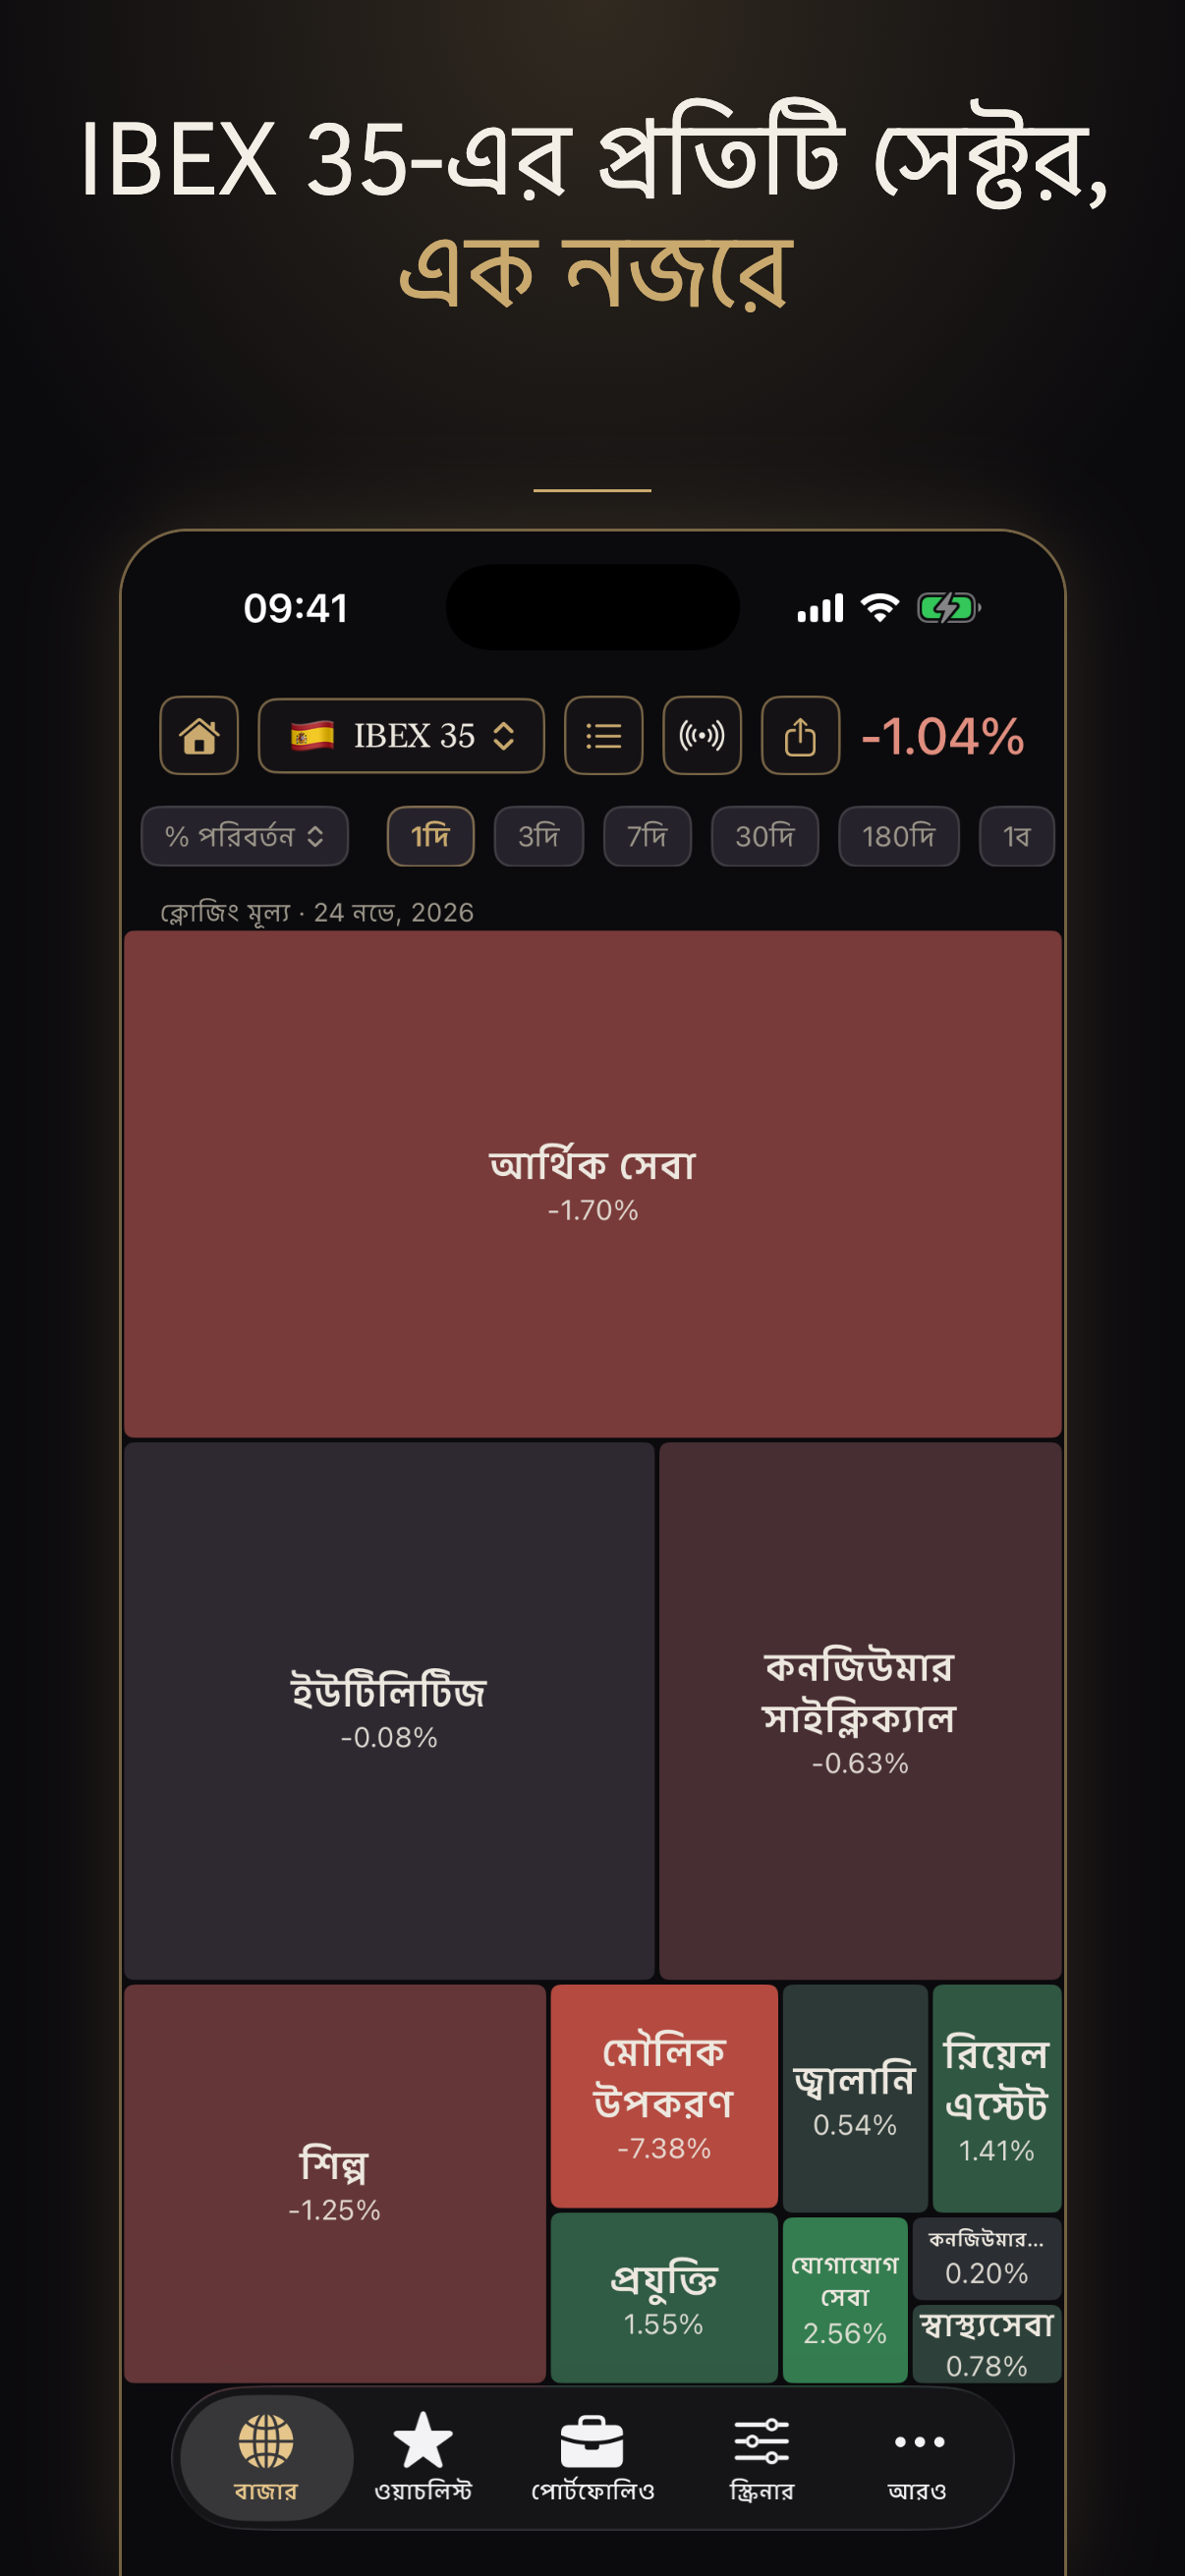 IBEX 35-এর প্রতিটি সেক্টর,
এক নজরে
09:41
IBEX 35
-1.04%
% পরিবর্তন
1দি
3দি
7দি
30দি
180দি
1ব
ক্লোজিং মূল্য · 24 নভে, 2026
আর্থিক সেবা
-1.70%
ইউটিলিটিজ
-0.08%
কনজিউমার
সাইক্লিক্যাল
-0.63%
শিল্প
-1.25%
মৌলিক
উপকরণ
-7.38%
জ্বালানি
0.54%
রিয়েল
এস্টেট
1.41%
প্রযুক্তি
1.55%
যোগাযোগ
সেবা
2.56%
কনজিউমার...
0.20%
স্বাস্থ্যসেবা
0.78%
বাজার
ওয়াচলিস্ট
পোর্টফোলিও
স্ক্রিনার
আরও